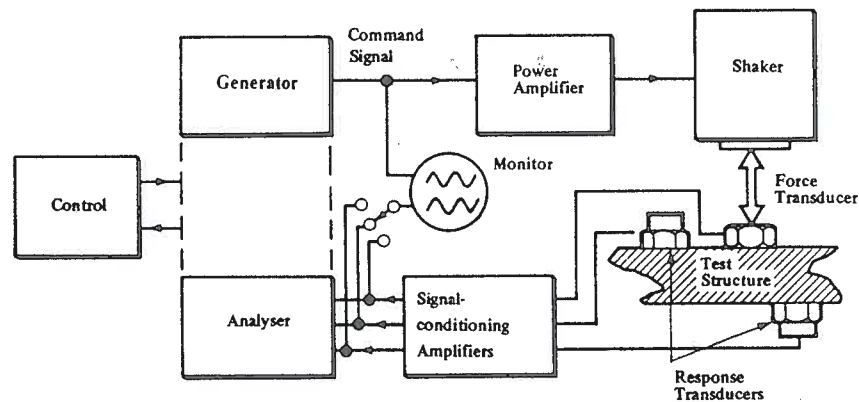 Command
Signal
Generator
Power
Amplifier
Shaker
Monitor
Control
Force
Transducer
Test
Structure
Analyser
Signal-
conditioning
Amplifiers
Response
Transducers